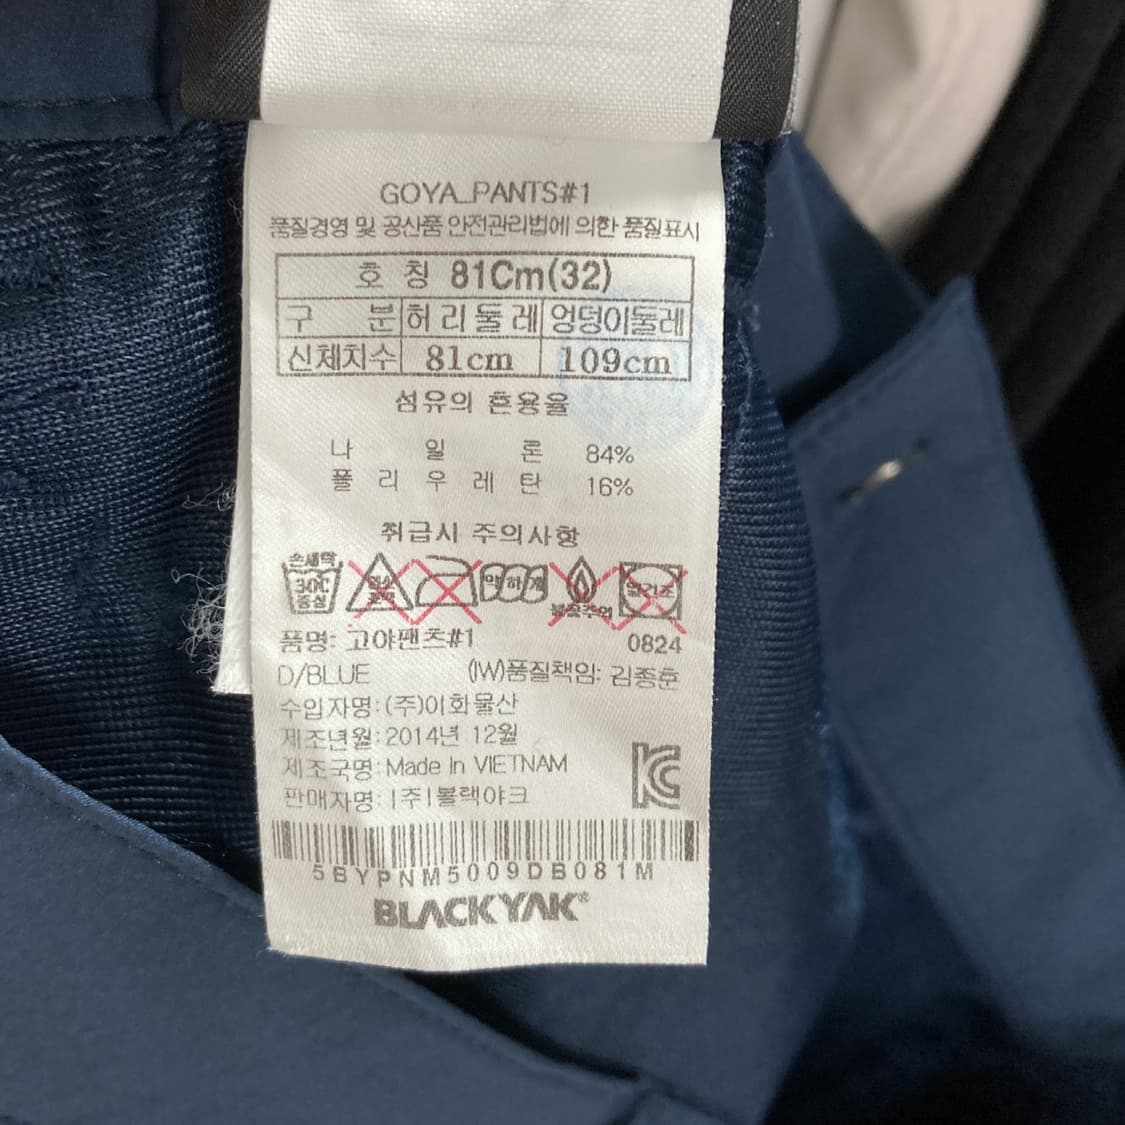 GOYA_PANTS#1
품질경영 및 공산품 안전관리법에 의한 품질표시
호 칭 81Cm(32)
구 분 허 리 둘 레 엉덩이둘레
신체치수 81cm 109cm
섬유의 혼용율
나 일 론 84%
폴 리 우 레 탄 16%
취급시 주의사항
손세탁
30C 약 하 게
중성
품명: 고야팬츠#1 0824
D/BLUE (IW)품질책임: 김종훈
수입자명: (주)이화물산
제조년월: 2014년 12월
제조국명: Made In VIETNAM
판매자명: |주|블랙야크
5BYPNM5009DB081M
BLACKYAK®